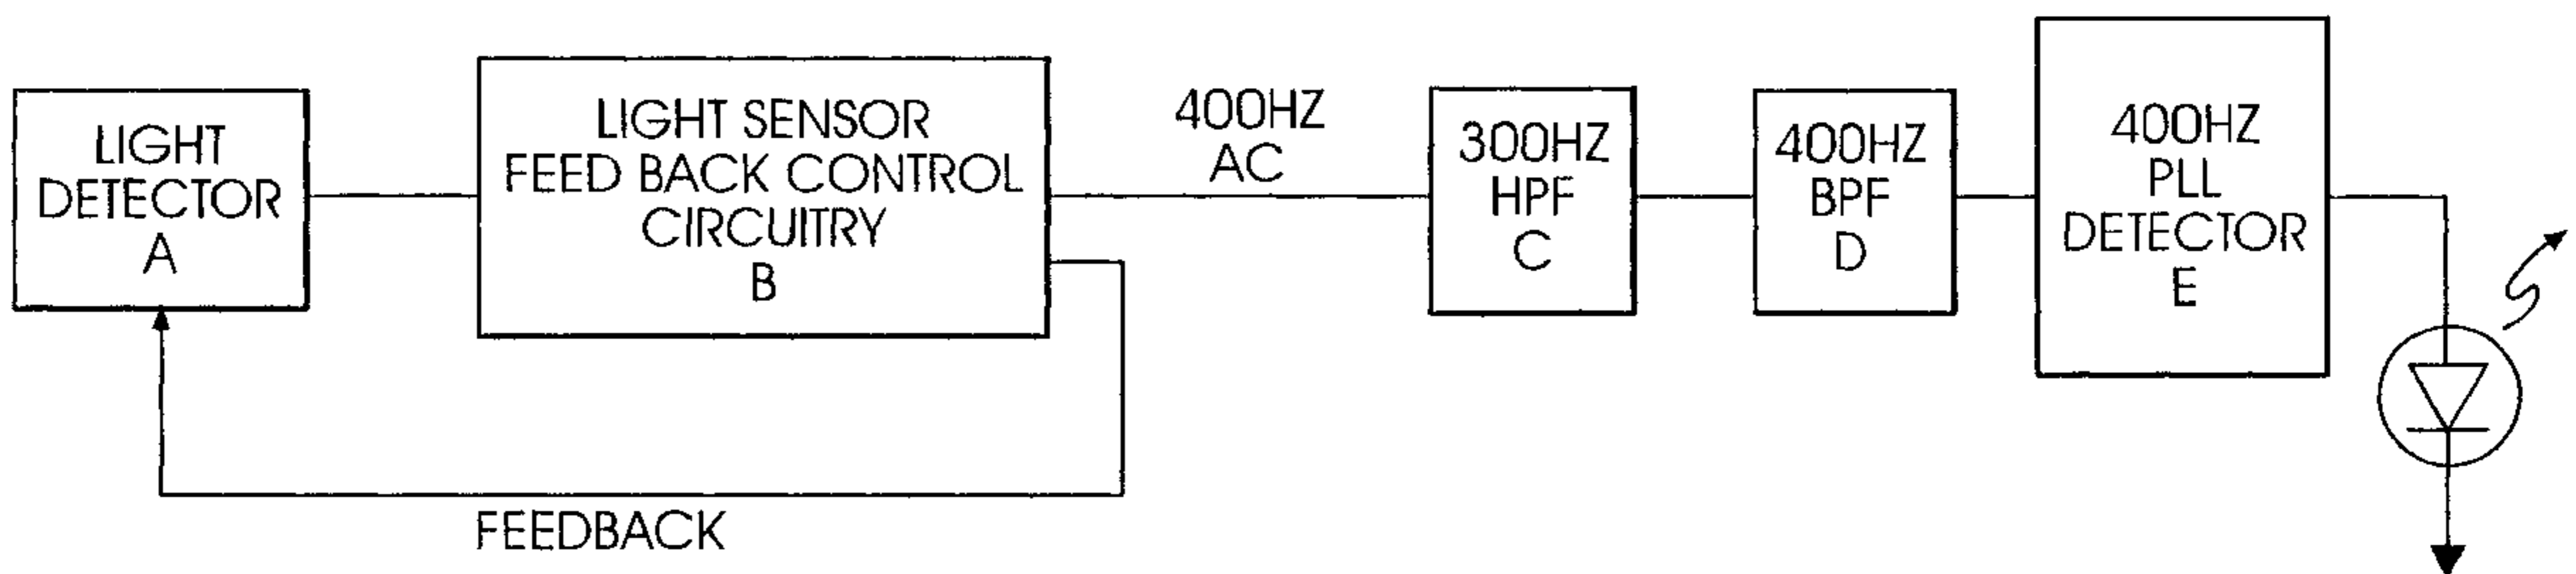 LIGHT
DETECTOR
A
LIGHT SENSOR
FEED BACK CONTROL
CIRCUITRY
B
400HZ
AC
300HZ
HPF
C
400HZ
BPF
D
400HZ
PLL
DETECTOR
E
FEEDBACK